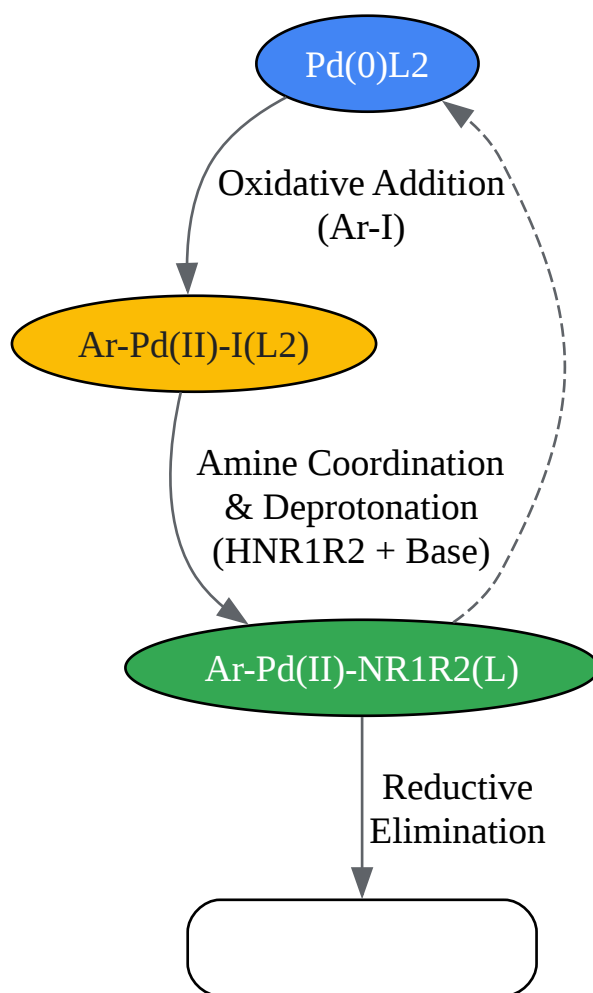 Pd(0)L2
Oxidative Addition
(Ar-I)
Ar-Pd(II)-I(L2)
Amine Coordination
& Deprotonation
(HNR1R2 + Base)
Ar-Pd(II)-NR1R2(L)
Reductive
Elimination